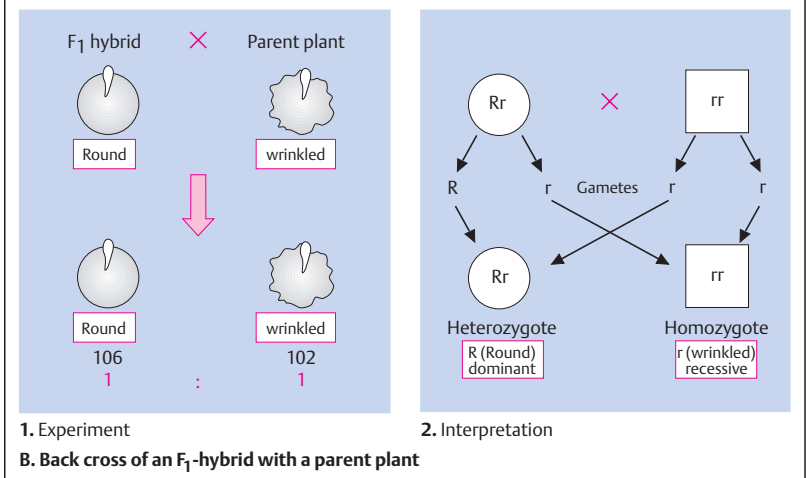 F1 hybrid × Parent plant
Round wrinkled
Round wrinkled
106 102
1 : 1
1. Experiment
Rr × rr
R r Gametes r r
Rr rr
Heterozygote Homozygote
R (Round) r (wrinkled)
dominant recessive
2. Interpretation
B. Back cross of an F1-hybrid with a parent plant